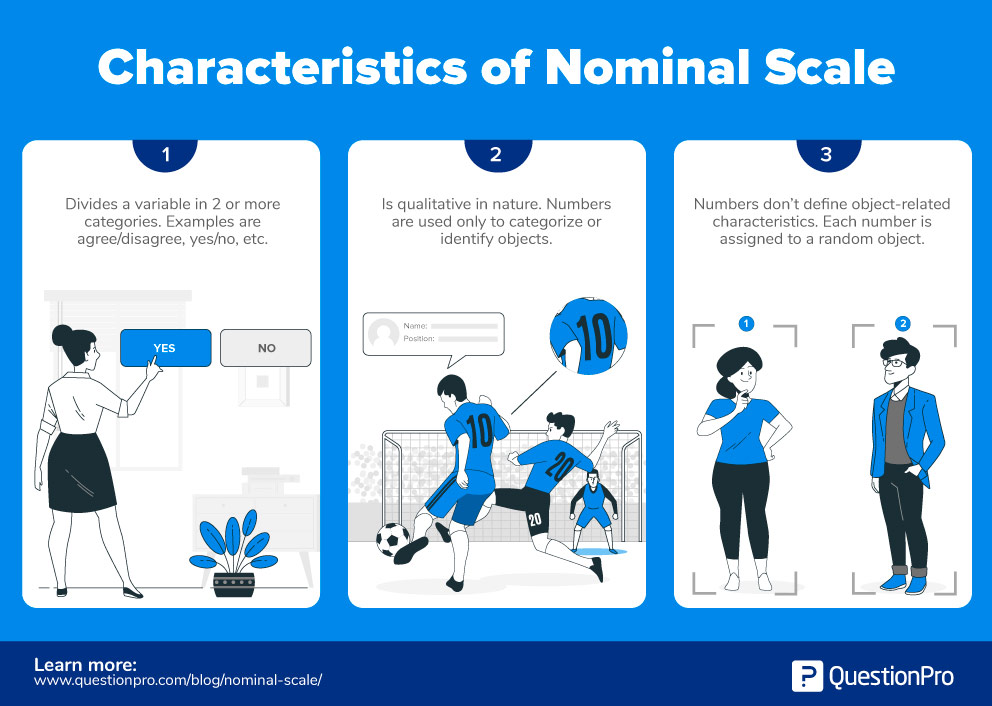 Characteristics of Nominal Scale
1
Divides a variable in 2 or more
categories. Examples are
agree/disagree, yes/no, etc.
YES
NO
2
Is qualitative in nature. Numbers
are used only to categorize or
identify objects.
Name:
Position:
10
10
20
20
3
Numbers don't define object-related
characteristics. Each number is
assigned to a random object.
1
2
Learn more:
www.questionpro.com/blog/nominal-scale/
QuestionPro